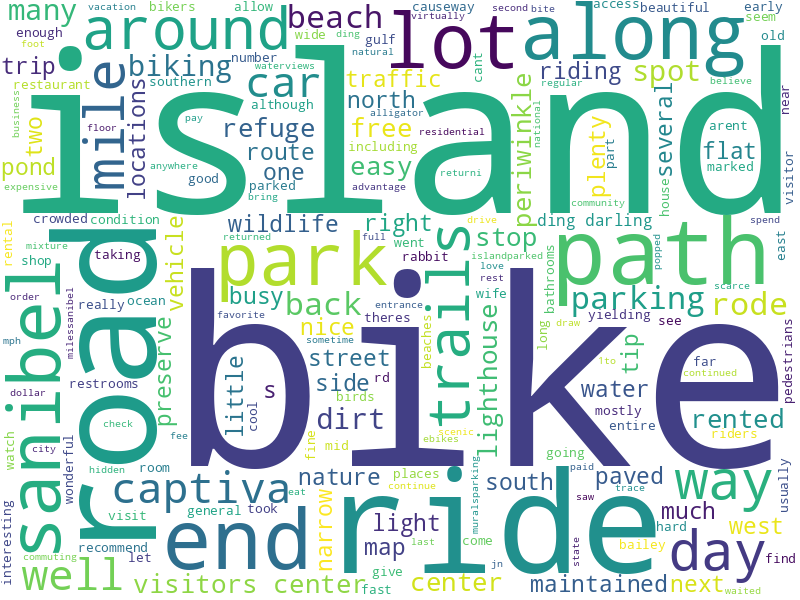 vacation bikers allow causeway second bite access beautiful early
many around beach lot along seem
enough wide ding gulf virtually natural old
trip biking number cant riding spot
foot waterviews near
restaurant southern car traffic regular believe
island
business two mile locations although north periwinkle several
pay alligator
floor refuge free including plenty arent
residential national part flat
route easy marked visitor
pond one anywhere house
expensive good parked advantage returni bring community spend
crowded condition wildlife right drive ding darling
rental mixture taking returned full went islandparked stop path east
shop vehicle park rabbit love rest bathrooms popped
sanibel road really ocean busy back wife entrance trails parking scarce
order favorite theres yielding rode
mph milessanibel nice sometime beaches long see
bike
preserve street rd draw tip far pedestrians
dollar restrooms little s side birds lighthouse 1to water continued
cool mostly rented
check dirt scenic entire riders
city fee fine mid ebikes going
watch wonderful hidden room nature places south paved way
captiva eat continue muralsparking paid trace usually
interesting visit general took narrow light saw hard much west
recommend end map last ride bailey day find
commuting let come jn state
well visitors center give fast center maintained next waited